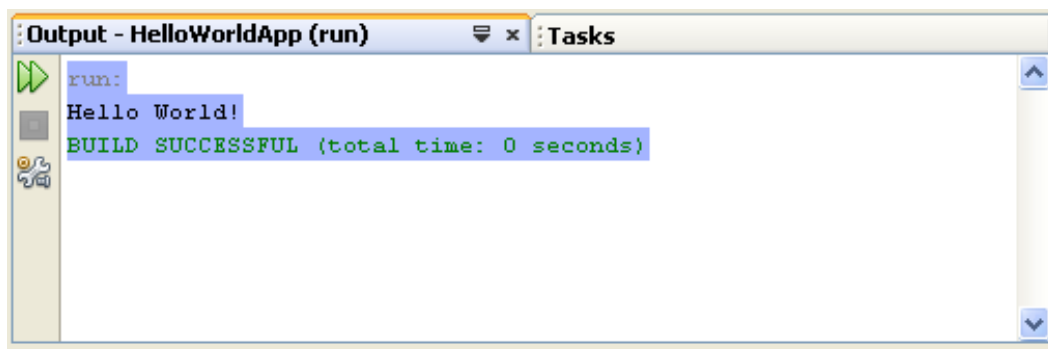 Output - HelloWorldApp (run)
Tasks
run:
Hello World!
BUILD SUCCESSFUL (total time: 0 seconds)